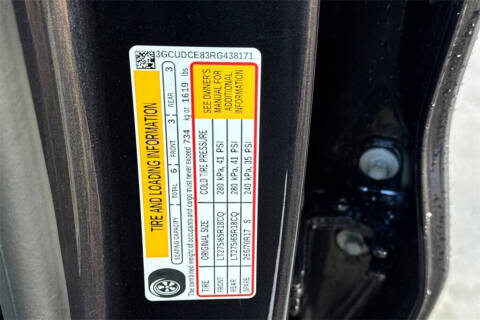 3GCUDCE83RG438171
TIRE AND LOADING INFORMATION
SEATING CAPACITY TOTAL 6 FRONT 3 REAR 3
The combined weight of occupants and cargo must never exceed 734 kg or 1619 lbs.
TIRE ORIGINAL SIZE COLD TIRE PRESSURE
FRONT LT275/65R18CQ 280 kPa, 41 PSI
REAR LT275/65R18CQ 280 kPa, 41 PSI
SPARE 265/70R17 S 240 kPa, 35 PSI
SEE OWNER'S
MANUAL FOR
ADDITIONAL
INFORMATION